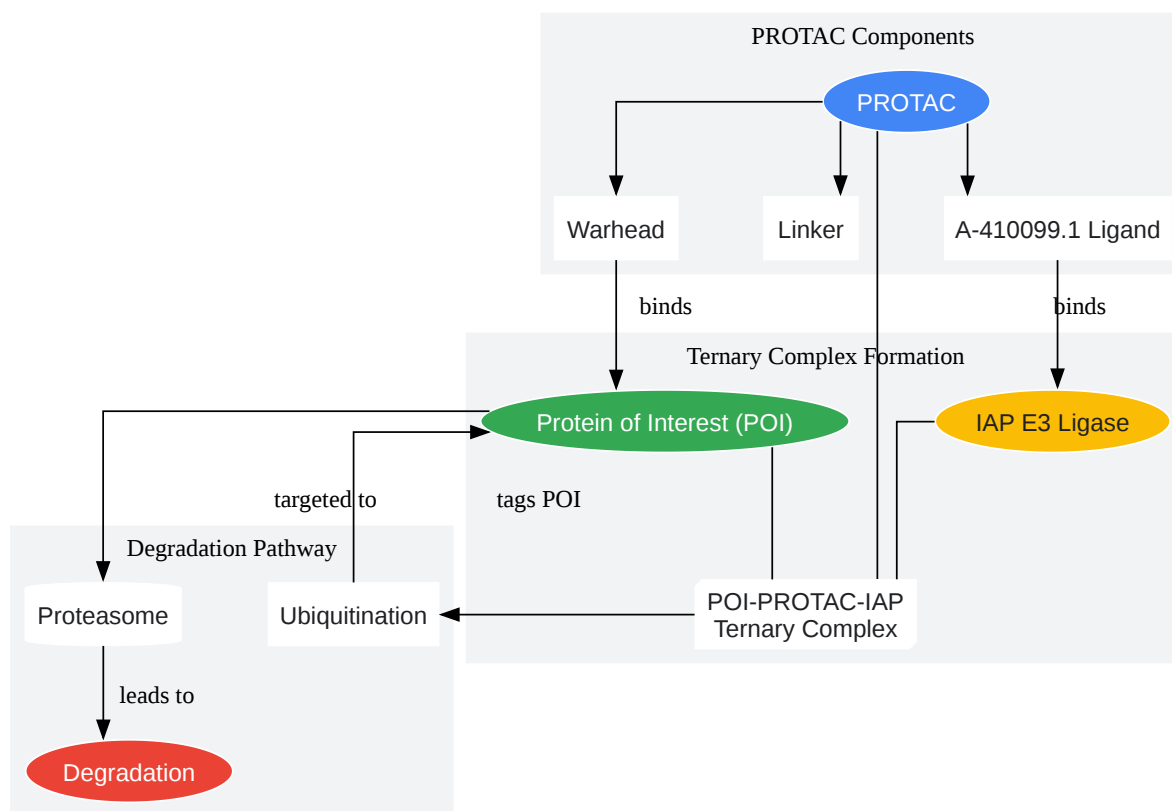 PROTAC Components
PROTAC
Warhead
Linker
A-410099.1 Ligand
binds
binds
Ternary Complex Formation
Protein of Interest (POI)
IAP E3 Ligase
targeted to
tags POI
Degradation Pathway
Proteasome
Ubiquitination
POI-PROTAC-IAP
Ternary Complex
leads to
Degradation